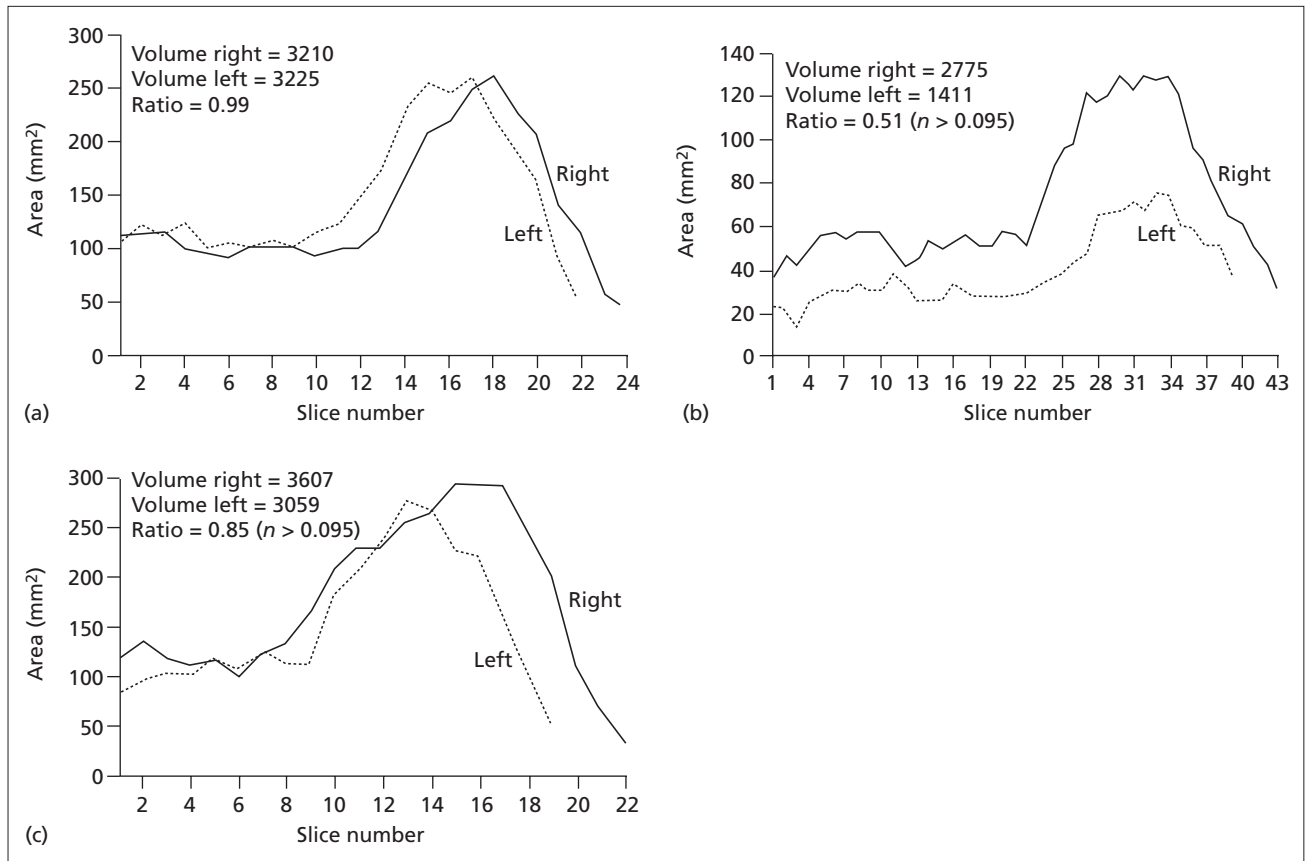 Volume right = 3210
Volume left = 3225
Ratio = 0.99
300
250
200
150
100
50
0
Area (mm²)
Right
Left
2 4 6 8 10 12 14 16 18 20 22 24
Slice number
(a)
Volume right = 2775
Volume left = 1411
Ratio = 0.51 (n > 0.095)
140
120
100
80
60
40
20
0
Area (mm²)
Right
Left
1 4 7 10 13 16 19 22 25 28 31 34 37 40 43
Slice number
(b)
Volume right = 3607
Volume left = 3059
Ratio = 0.85 (n > 0.095)
300
250
200
150
100
50
0
Area (mm²)
Right
Left
2 4 6 8 10 12 14 16 18 20 22
Slice number
(c)